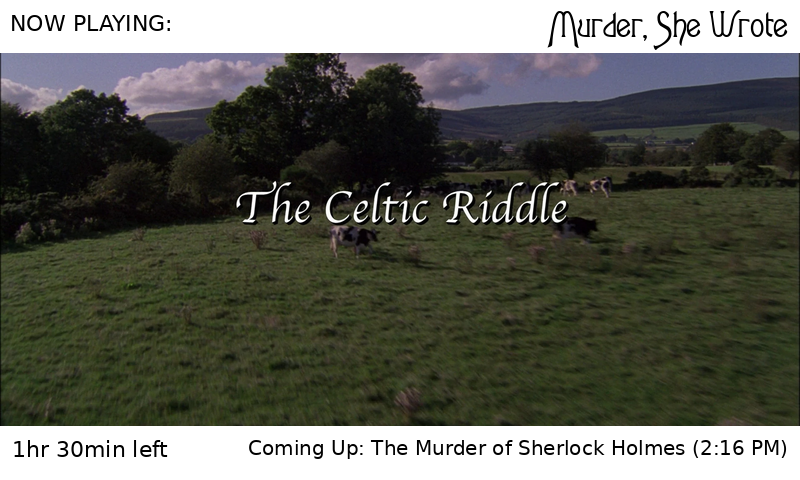 NOW PLAYING:
Murder, She Wrote
The Celtic Riddle
1hr 30min left
Coming Up: The Murder of Sherlock Holmes (2:16 PM)